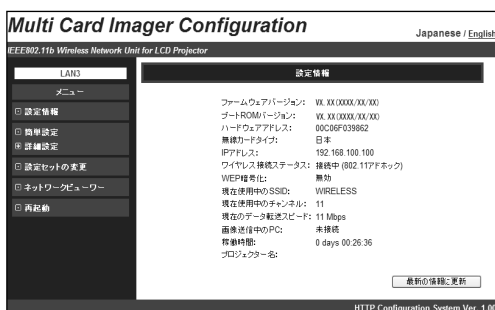 Multi Card Imager Configuration
Japanese / English
IEEE802.11b Wireless Network Unit for LCD Projector
LAN3
メニュー
設定情報
簡単設定
詳細設定
設定セットの変更
ネットワークビューワー
再起動
設定情報
ファームウェアバージョン: VX.XX(XXXX/XX/XX)
ブートROMバージョン: VX.XX(XXXX/XX/XX)
ハードウェアアドレス: 00C06F039862
無線カードタイプ: 日本
IPアドレス: 192.168.100.100
ワイヤレス接続ステータス: 接続中 (802.11アドホック)
WEP暗号化: 無効
現在使用中のSSID: WIRELESS
現在使用中のチャンネル: 11
現在のデータ転送スピード: 11 Mbps
画像送信中のPC: 未接続
稼働時間: 0 days 00:26:36
プロジェクター名:
最新の情報に更新
HTTP Configuration System Ver. 1.00